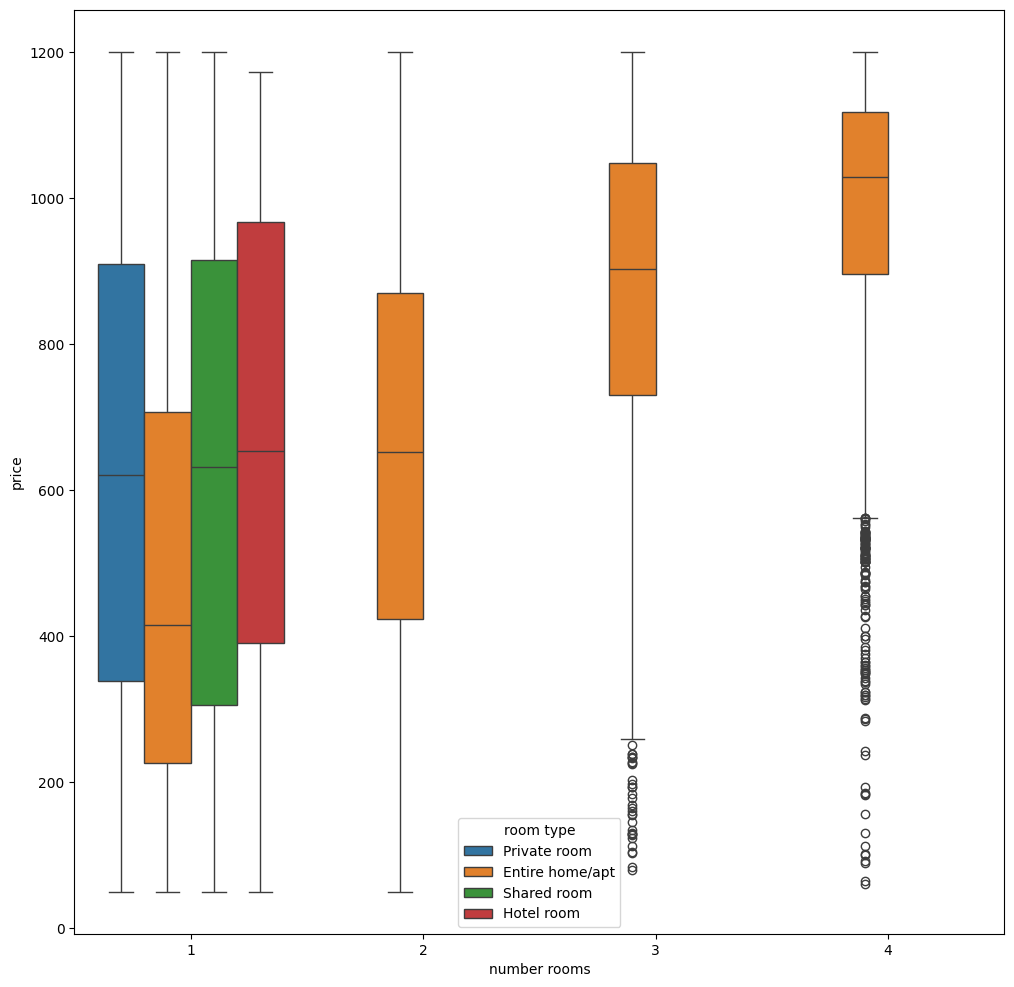 1200
1000
800
600
400
200
0
price
1
2
3
4
number rooms
room type
Private room
Entire home/apt
Shared room
Hotel room